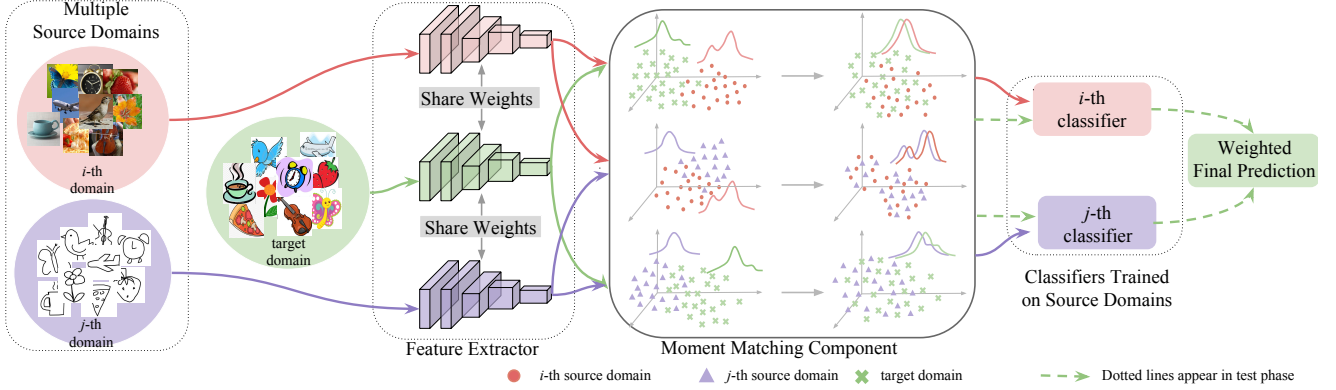 Multiple
Source Domains
i-th
domain
j-th
domain
target
domain
Share Weights
Share Weights
Feature Extractor
Moment Matching Component
i-th
classifier
j-th
classifier
Classifiers Trained
on Source Domains
Weighted
Final Prediction
i-th source domain
j-th source domain
target domain
Dotted lines appear in test phase